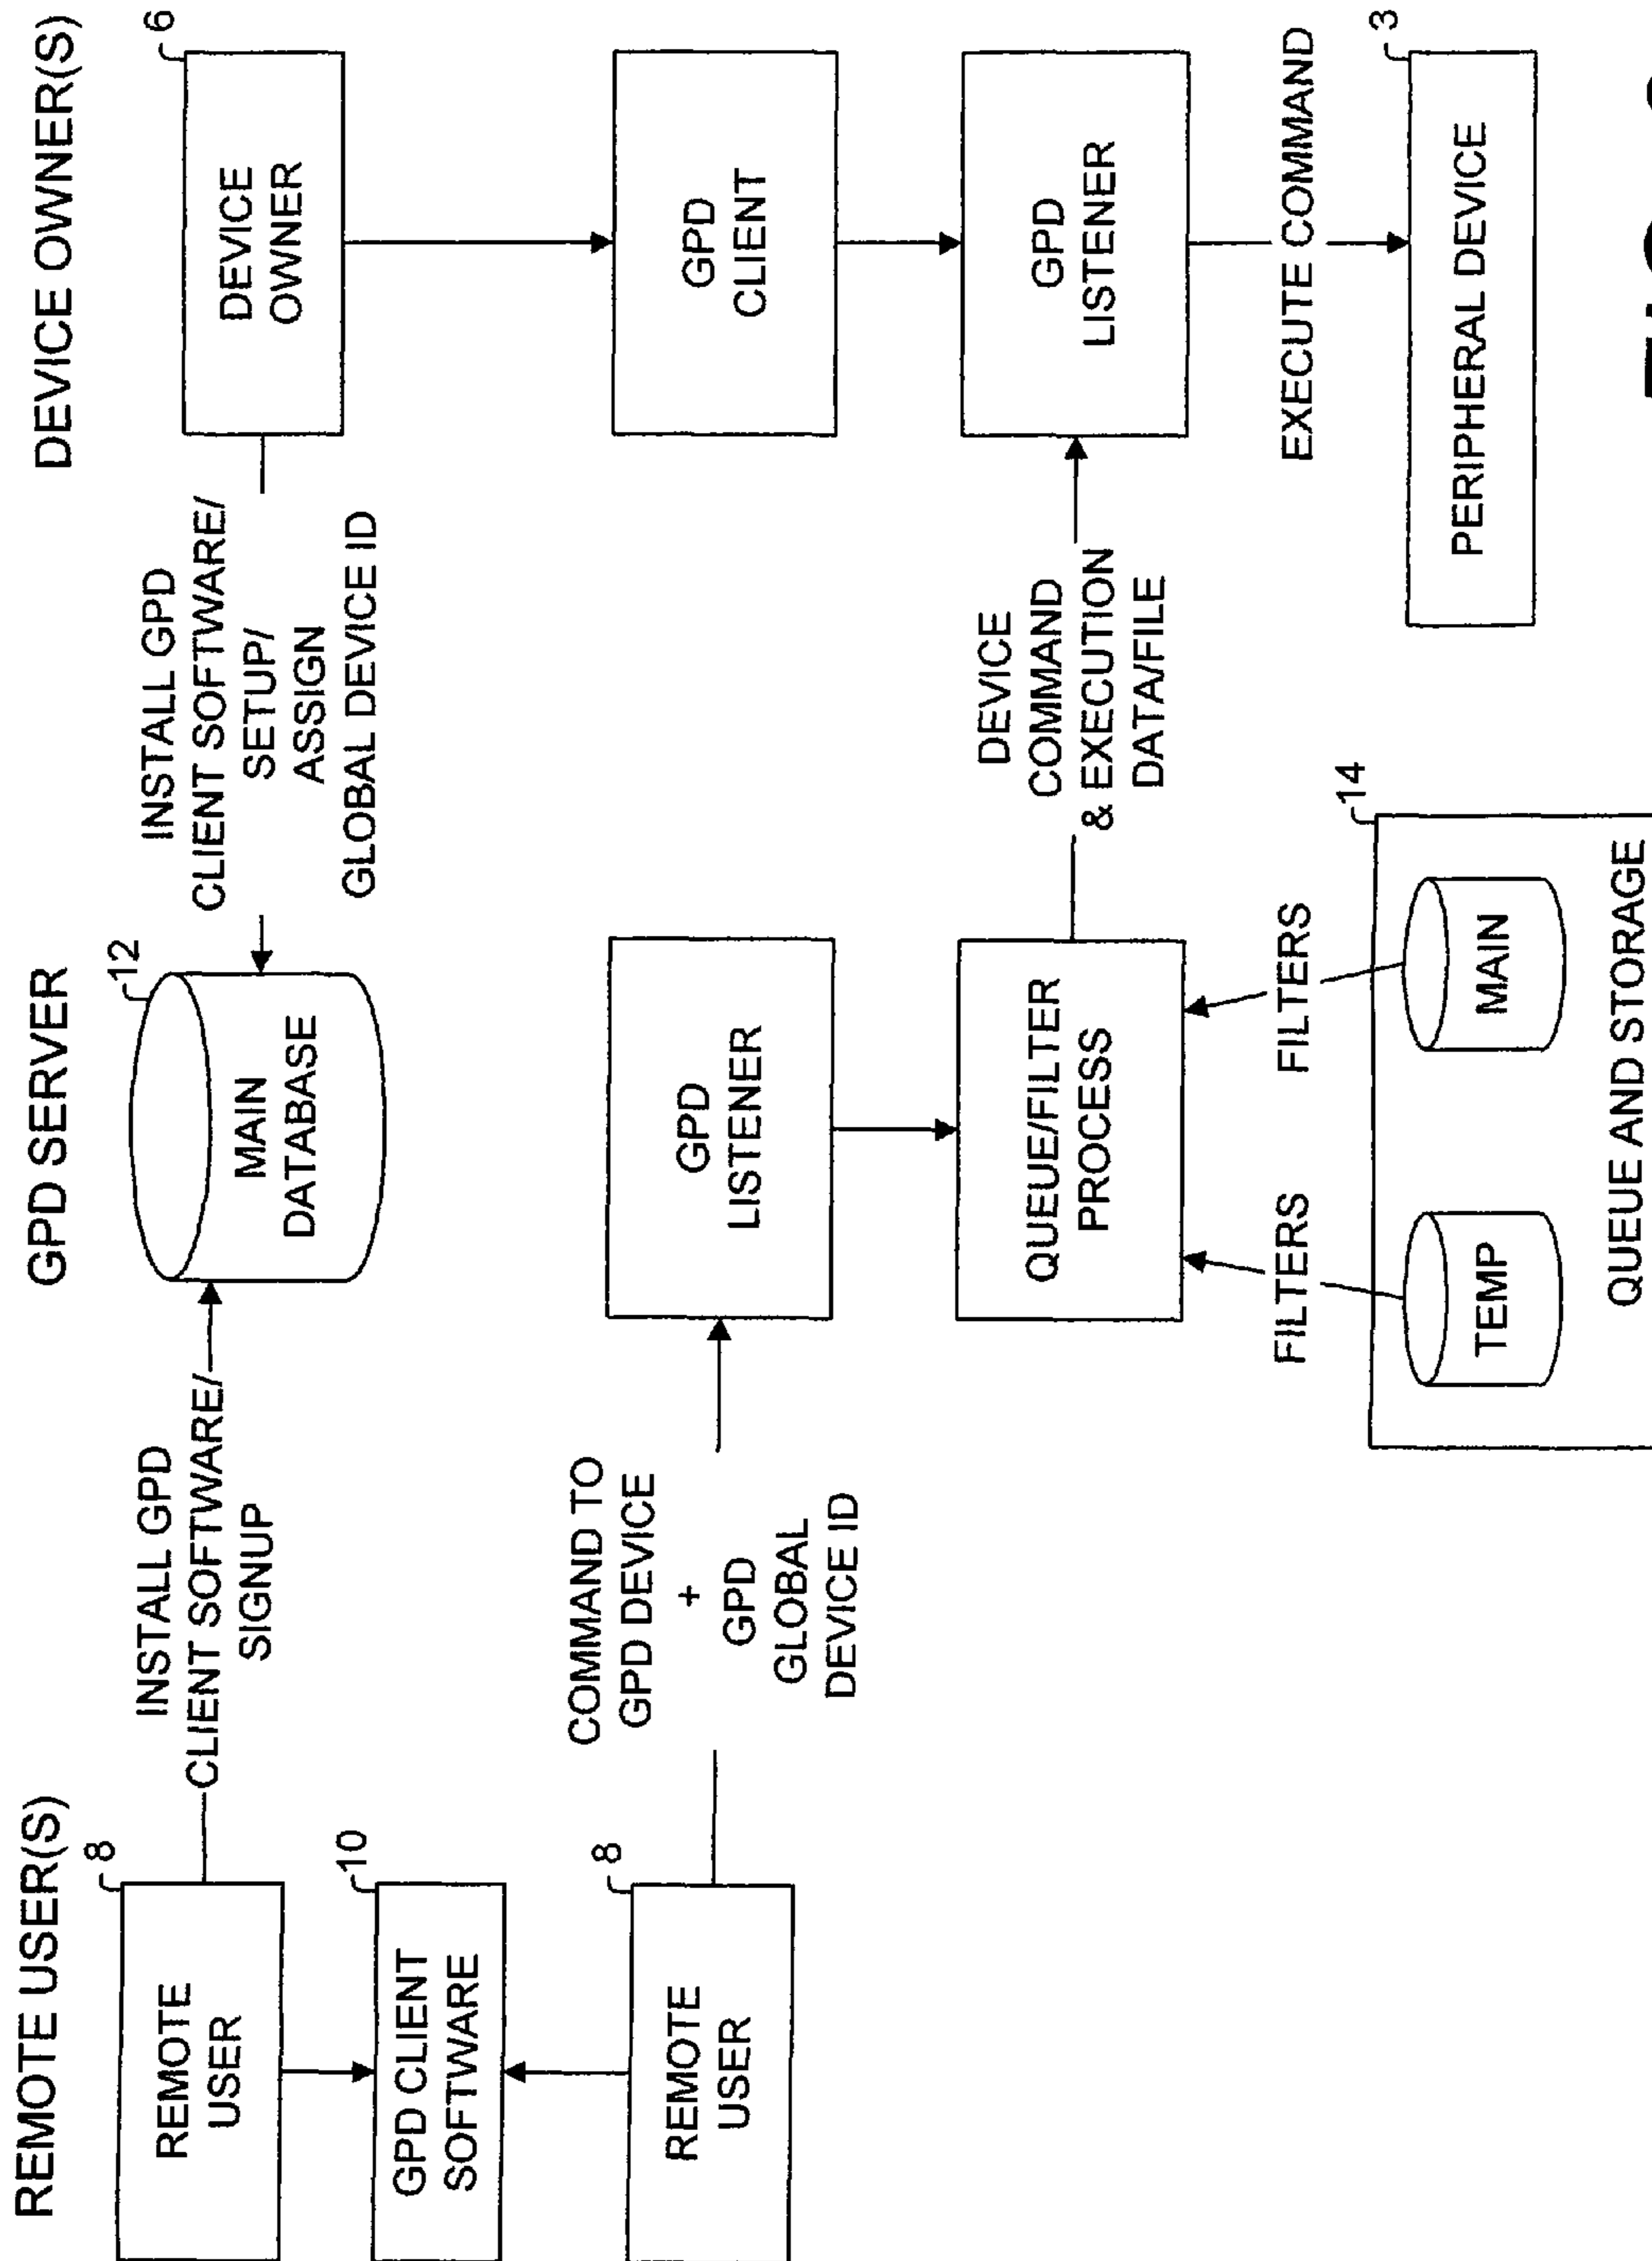 REMOTE USER(S)
GPD SERVER
DEVICE OWNER(S)
8
REMOTE
USER
INSTALL GPD
CLIENT SOFTWARE/
SIGNUP
12
MAIN
DATABASE
INSTALL GPD
CLIENT SOFTWARE/
SETUP/
ASSIGN
GLOBAL DEVICE ID
6
DEVICE
OWNER
10
GPD CLIENT
SOFTWARE
8
REMOTE
USER
COMMAND TO
GPD DEVICE
+
GPD
GLOBAL
DEVICE ID
GPD
LISTENER
GPD
CLIENT
QUEUE/FILTER
PROCESS
DEVICE
COMMAND
& EXECUTION
DATA/FILE
GPD
LISTENER
FILTERS
FILTERS
EXECUTE COMMAND
14
TEMP
MAIN
QUEUE AND STORAGE
3
PERIPHERAL DEVICE